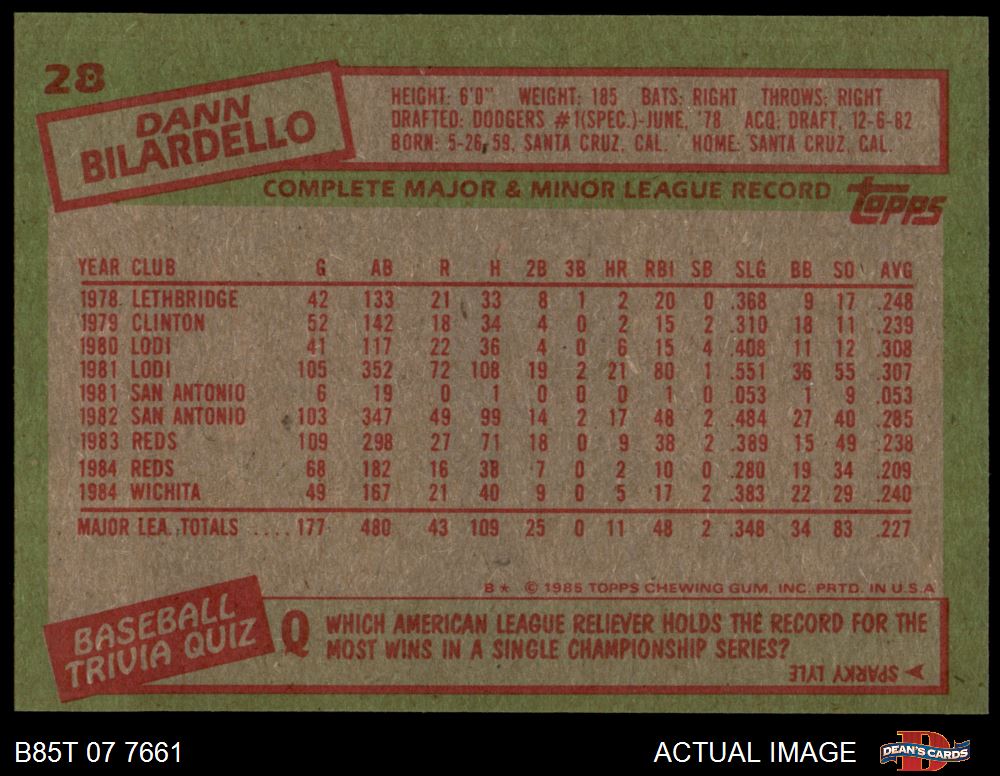 28
DANN
BILARDELLO
HEIGHT: 6'0" WEIGHT: 185 BATS: RIGHT THROWS: RIGHT
DRAFTED: DODGERS #1(SPEC.)-JUNE, '78 ACQ: DRAFT, 12-6-82
BORN: 5-26,59, SANTA CRUZ, CAL. HOME: SANTA CRUZ, CAL.
COMPLETE MAJOR & MINOR LEAGUE RECORD
topps
YEAR CLUB G AB R H 2B 3B HR RBI SB SLG BB SO AVG
1978 LETHBRIDGE 42 133 21 33 8 1 2 20 0 .368 9 17 .248
1979 CLINTON 52 142 18 34 4 0 2 15 2 .310 18 11 .239
1980 LODI 41 117 22 36 4 0 6 15 4 .408 11 12 .308
1981 LODI 105 352 72 108 19 2 21 80 1 .551 36 55 .307
1981 SAN ANTONIO 6 19 0 1 0 0 0 1 0 .053 1 9 .053
1982 SAN ANTONIO 103 347 49 99 14 2 17 48 2 .484 27 40 .285
1983 REDS 109 298 27 71 18 0 9 38 2 .389 15 49 .238
1984 REDS 68 182 16 38 7 0 2 10 0 .280 19 34 .209
1984 WICHITA 49 167 21 40 9 0 5 17 2 .383 22 29 .240
MAJOR LEA. TOTALS .... 177 480 43 109 25 0 11 48 2 .348 34 83 .227
B* © 1985 TOPPS CHEWING GUM, INC. PRTD. IN U.S.A
BASEBALL
TRIVIA QUIZ
Q WHICH AMERICAN LEAGUE RELIEVER HOLDS THE RECORD FOR THE
MOST WINS IN A SINGLE CHAMPIONSHIP SERIES?
SPARKY LYLE
B85T 07 7661
ACTUAL IMAGE
D
DEAN'S CARDS